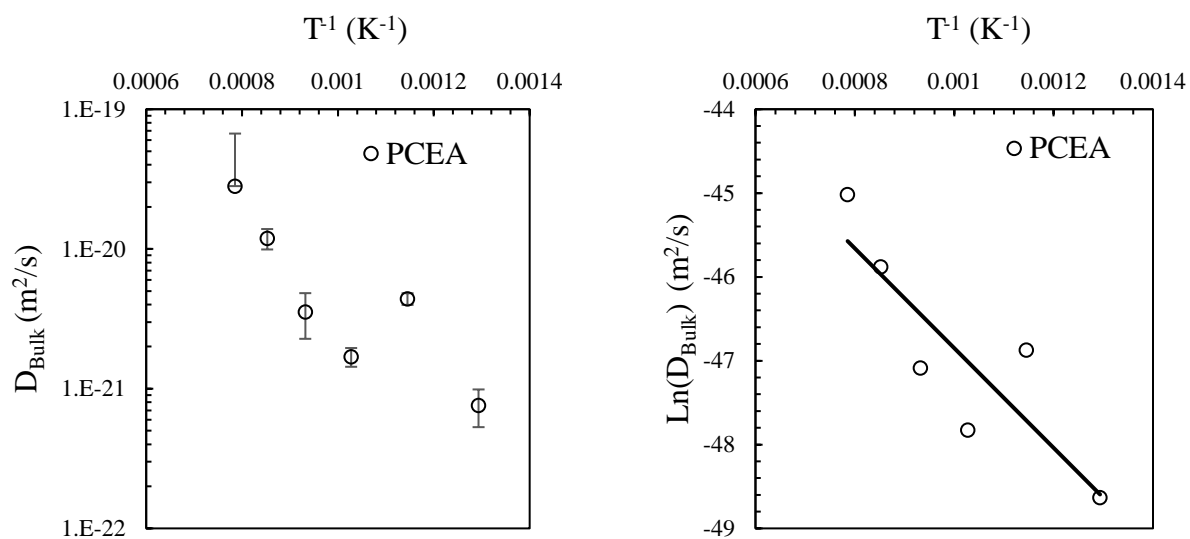 T⁻¹ (K⁻¹)
0.0006 0.0008 0.001 0.0012 0.0014
1.E-19
1.E-20
1.E-21
1.E-22
D_Bulk (m²/s)
PCEA
T⁻¹ (K⁻¹)
0.0006 0.0008 0.001 0.0012 0.0014
-44
-45
-46
-47
-48
-49
Ln(D_Bulk) (m²/s)
PCEA